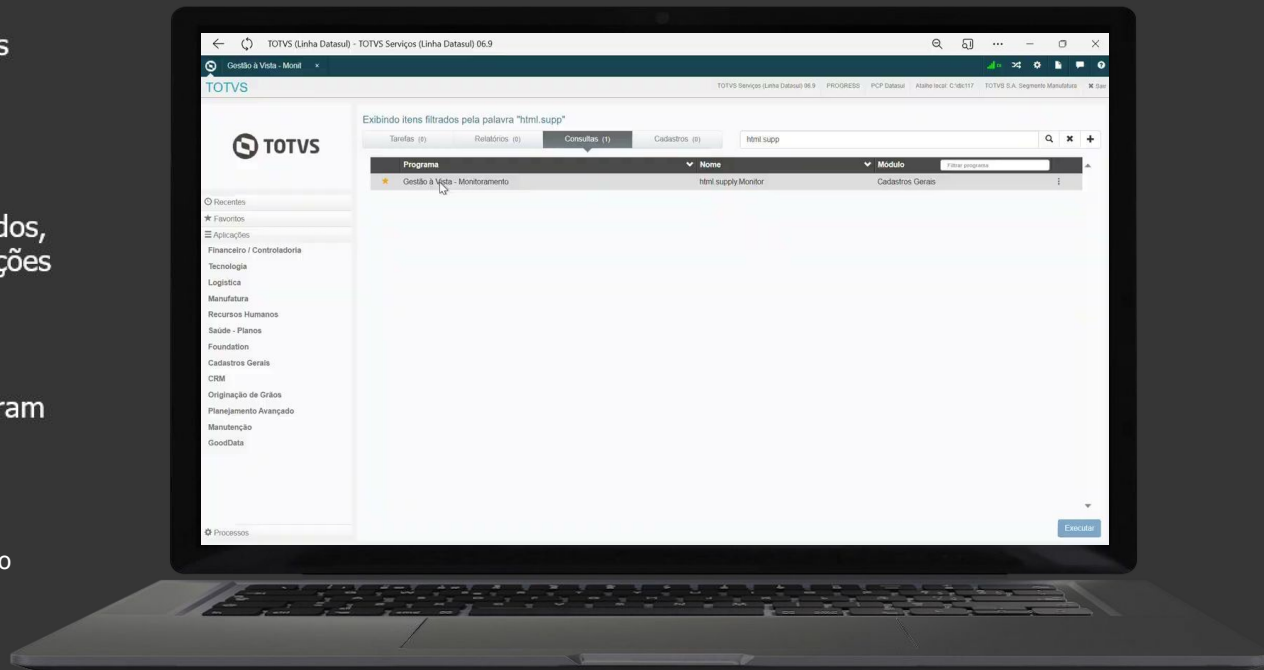 s
dos,
ções
ram
o
TOTVS (Linha Datasul) - TOTVS Serviços (Linha Datasul) 06.9
Gestão à Vista - Monit ×
TOTVS
TOTVS Serviços (Linha Datasul) 06.9 PROGRESS PCP Datasul TOTVS S.A. Segmento Manufatura
TOTVS
Recentes
Favoritos
Aplicações
Financeiro / Controladoria
Tecnologia
Logística
Manufatura
Recursos Humanos
Saúde - Planos
Foundation
Cadastros Gerais
CRM
Originação de Grãos
Planejamento Avançado
Manutenção
GoodData
Processos
Exibindo itens filtrados pela palavra "html.supp"
Tarefas (0) Relatórios (0) Consultas (1) Cadastros (0) html.supp
Programa Nome Módulo Filtrar programa
Gestão à Vista - Monitoramento html.supply.Monitor Cadastros Gerais
Executar